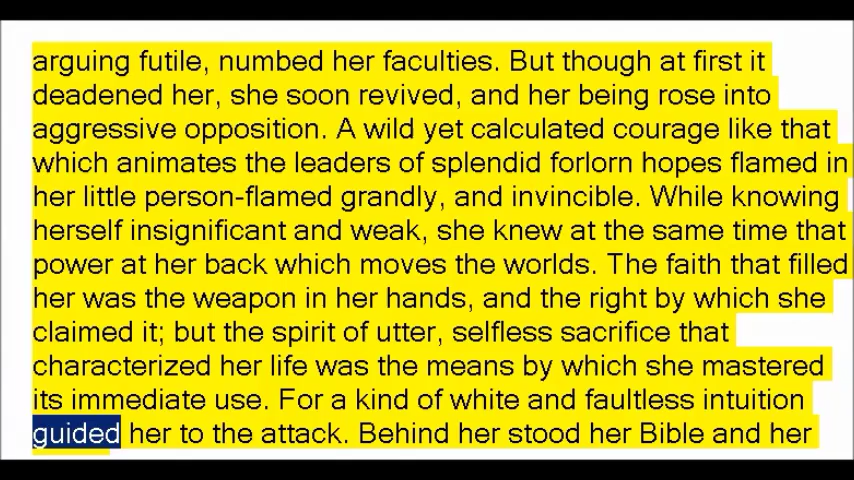 arguing futile, numbed her faculties. But though at first it
deadened her, she soon revived, and her being rose into
aggressive opposition. A wild yet calculated courage like that
which animates the leaders of splendid forlorn hopes flamed in
her little person-flamed grandly, and invincible. While knowing
herself insignificant and weak, she knew at the same time that
power at her back which moves the worlds. The faith that filled
her was the weapon in her hands, and the right by which she
claimed it; but the spirit of utter, selfless sacrifice that
characterized her life was the means by which she mastered
its immediate use. For a kind of white and faultless intuition
guided her to the attack. Behind her stood her Bible and her